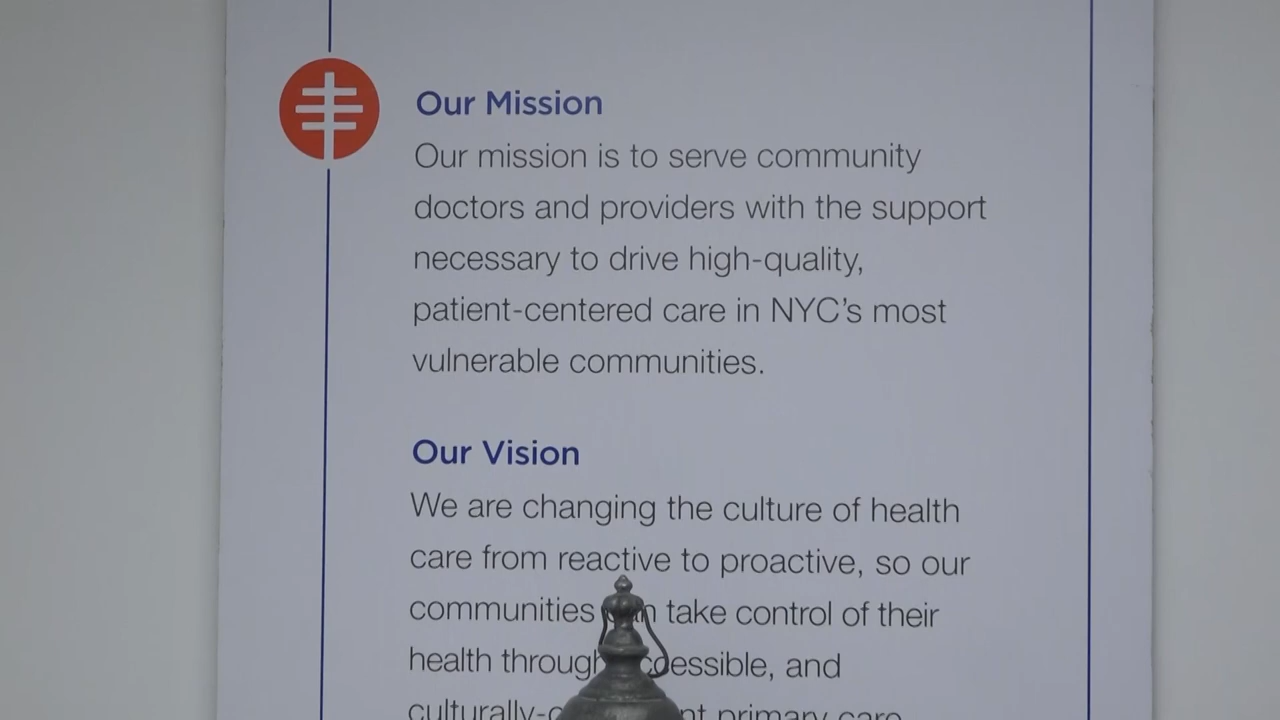 Our Mission
Our mission is to serve community
doctors and providers with the support
necessary to drive high-quality,
patient-centered care in NYC's most
vulnerable communities.
Our Vision
We are changing the culture of health
care from reactive to proactive, so our
communities can take control of their
health through accessible, and
primary care